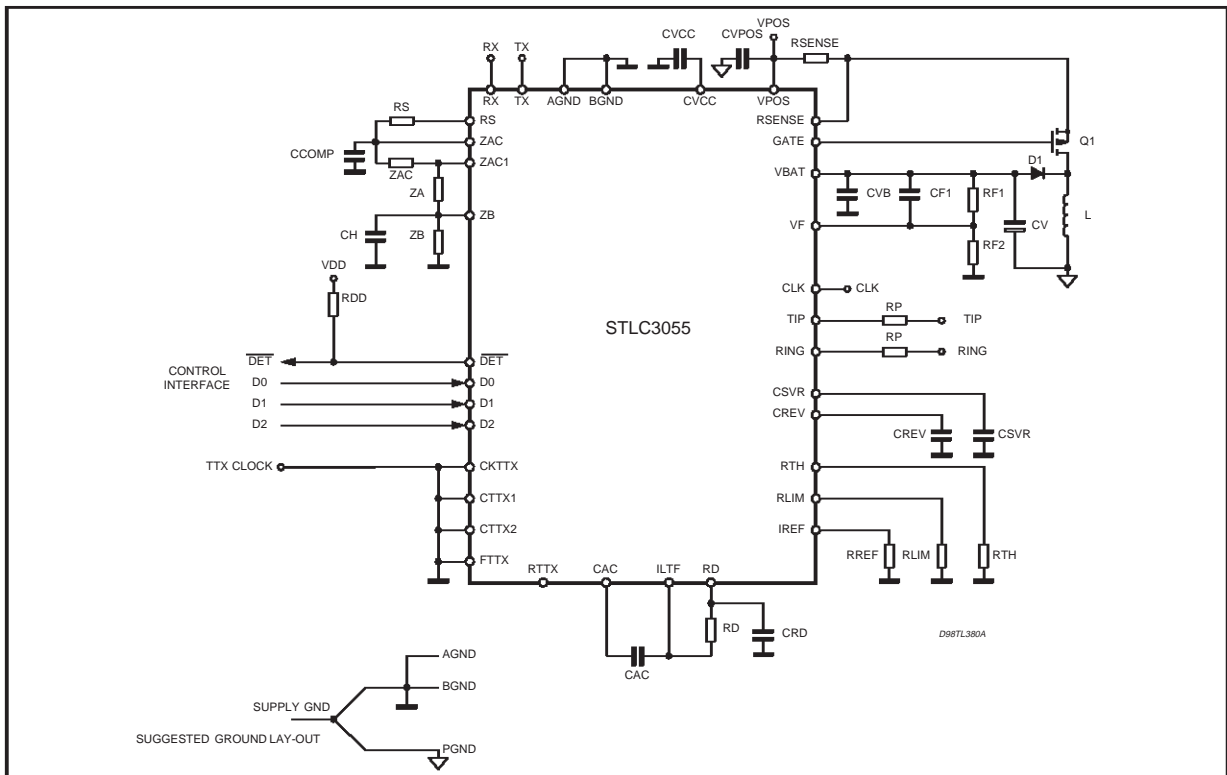 VPOS
RX TX CVCC CVPOS RSENSE
RX TX AGND BGND CVCC VPOS
RS RS RSENSE
ZAC GATE Q1
CCOMP ZAC1 D1
ZAC VBAT
ZA CVB CF1 RF1
ZB CV L
CH ZB VF
RF2
VDD
CLK CLK
RDD
TIP RP TIP
STLC3055
RING RP RING
DET DET
CONTROL
INTERFACE D0 D0
D1 D1 CSVR
D2 D2 CREV
CREV CSVR
TTX CLOCK CKTTX RTH
CTTX1 RLIM
CTTX2 IREF
FTTX RREF RLIM RTH
RTTX CAC ILTF RD
RD CRD
D98TL380A
CAC
AGND
BGND
SUPPLY GND
SUGGESTED GROUND LAY-OUT
PGND